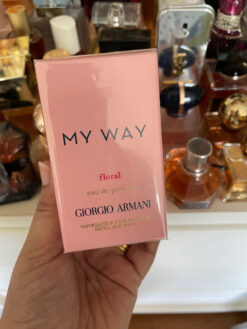 MY WAY
floral
eau de parfum
GIORGIO ARMANI